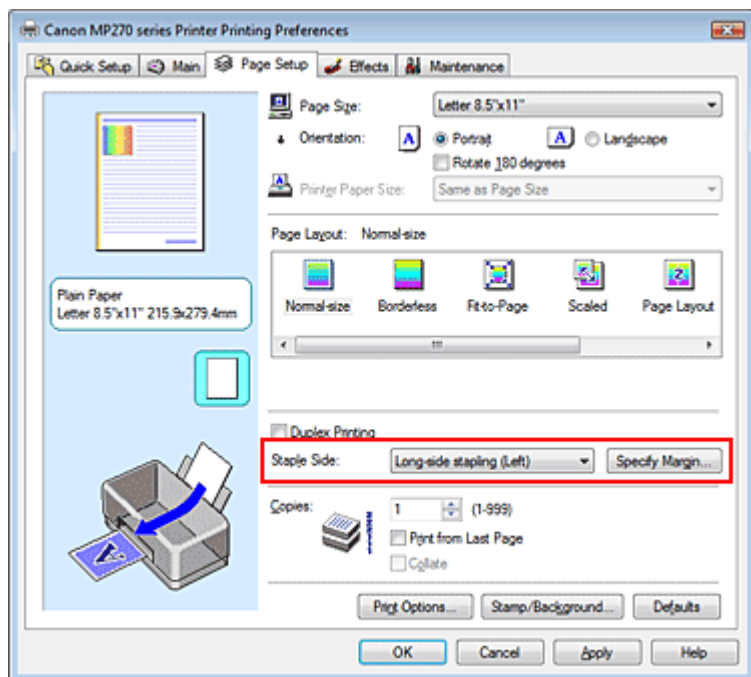 Canon MP270 series Printer Printing Preferences
Quick Setup Main Page Setup Effects Maintenance
Page Size: Letter 8.5"x11"
Orientation: A Portrait A Landscape
Rotate 180 degrees
Printer Paper Size: Same as Page Size
Page Layout: Normal-size
Normal-size Borderless Fit-to-Page Scaled Page Layout
Plain Paper
Letter 8.5"x11" 215.9x279.4mm
Duplex Printing
Staple Side: Long-side stapling (Left) Specify Margin...
Copies: 1 (1-999)
Print from Last Page
Collate
Print Options... Stamp/Background... Defaults
OK Cancel Apply Help